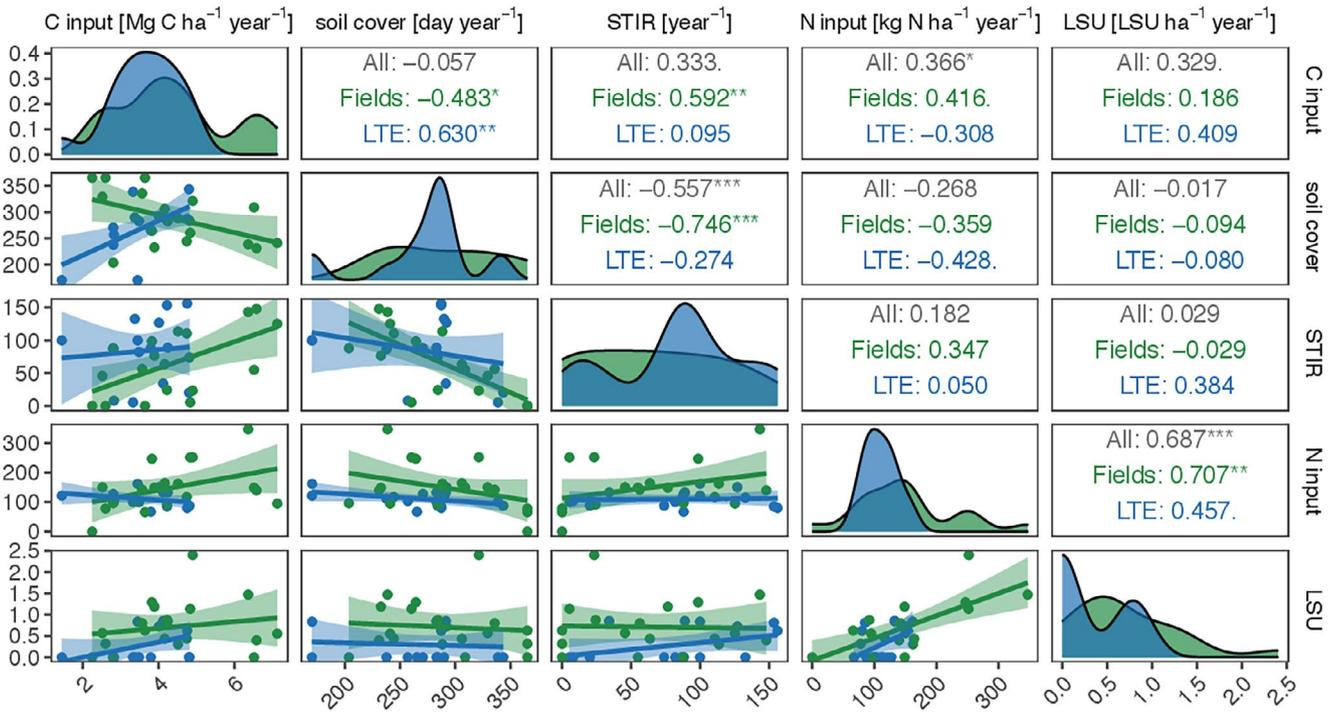 C input [Mg C ha⁻¹ year⁻¹] soil cover [day year⁻¹] STIR [year⁻¹] N input [kg N ha⁻¹ year⁻¹] LSU [LSU ha⁻¹ year⁻¹]
0.4
0.3
0.2
0.1
0.0
All: −0.057
Fields: −0.483*
LTE: 0.630**
All: 0.333.
Fields: 0.592**
LTE: 0.095
All: 0.366*
Fields: 0.416.
LTE: −0.308
All: 0.329.
Fields: 0.186
LTE: 0.409
C input
350
300
250
200
All: −0.557***
Fields: −0.746***
LTE: −0.274
All: −0.268
Fields: −0.359
LTE: −0.428.
All: −0.017
Fields: −0.094
LTE: −0.080
soil cover
150
100
50
0
All: 0.182
Fields: 0.347
LTE: 0.050
All: 0.029
Fields: −0.029
LTE: 0.384
STIR
300
200
100
0
All: 0.687***
Fields: 0.707**
LTE: 0.457.
N input
2.5
2.0
1.5
1.0
0.5
0.0
LSU
2 4 6
200 250 300 350
0 50 100 150
0 100 200 300
0.0 0.5 1.0 1.5 2.0 2.5